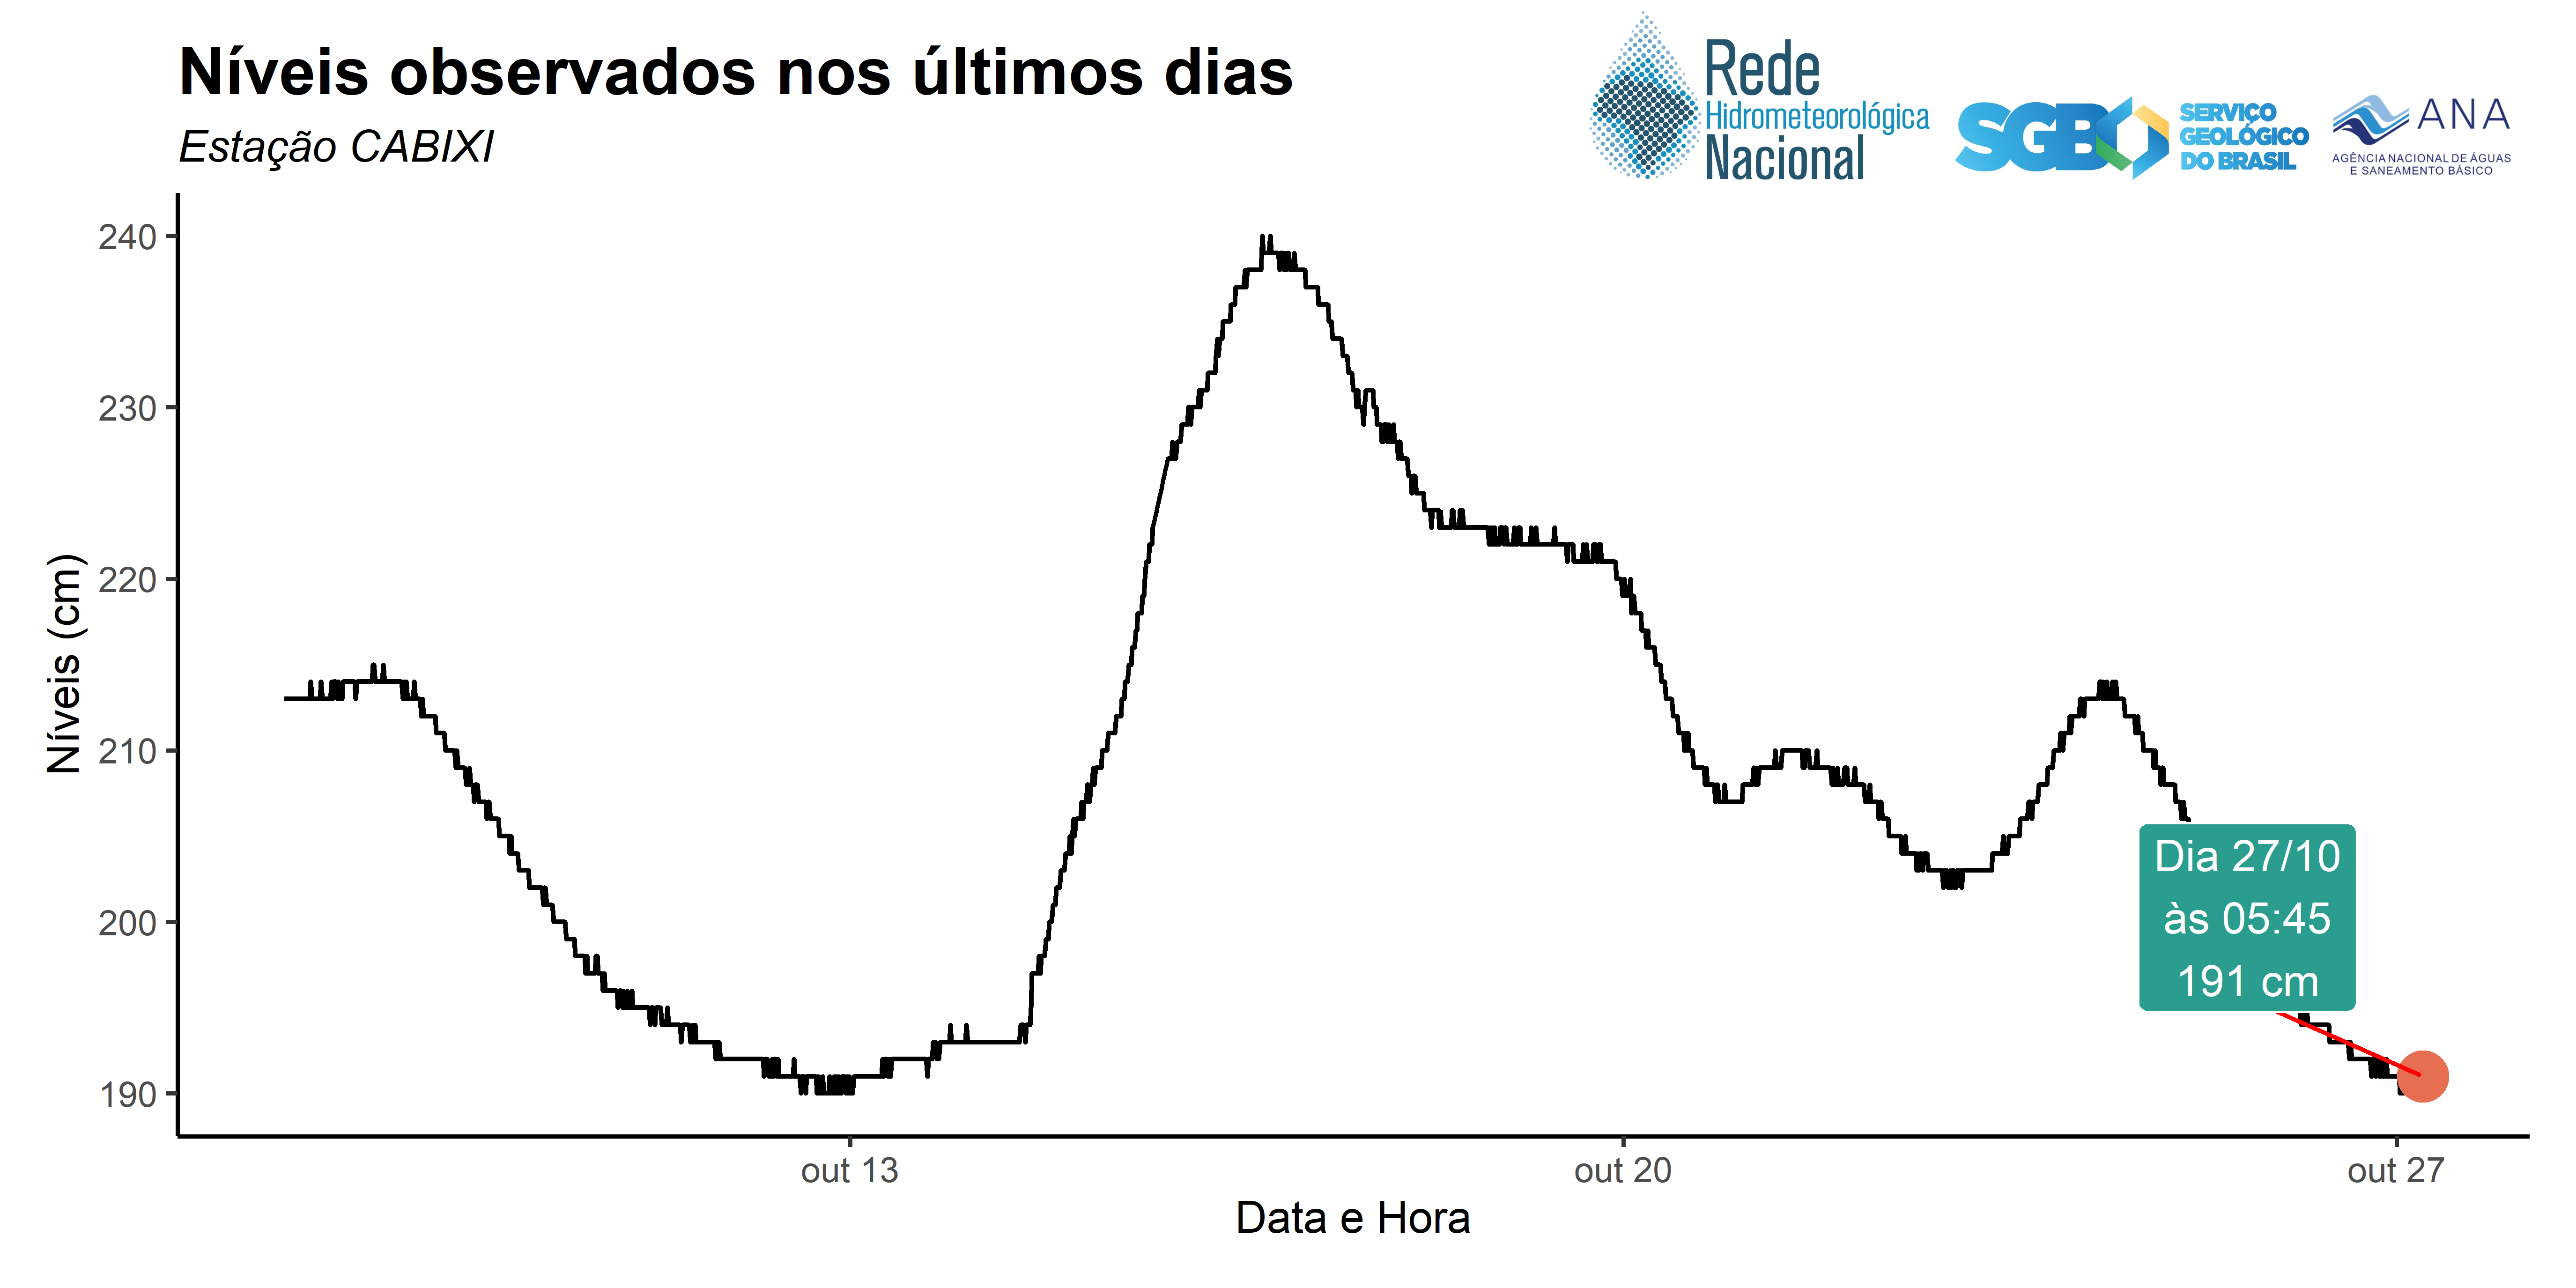 Níveis observados nos últimos dias
Estação CABIXI
Rede
Hidrometeorológica
Nacional
SGB
SERVIÇO
GEOLÓGICO
DO BRASIL
ANA
AGÊNCIA NACIONAL DE ÁGUAS
E SANEAMENTO BÁSICO
Níveis (cm)
240
230
220
210
200
190
Dia 27/10
às 05:45
191 cm
out 13
out 20
out 27
Data e Hora